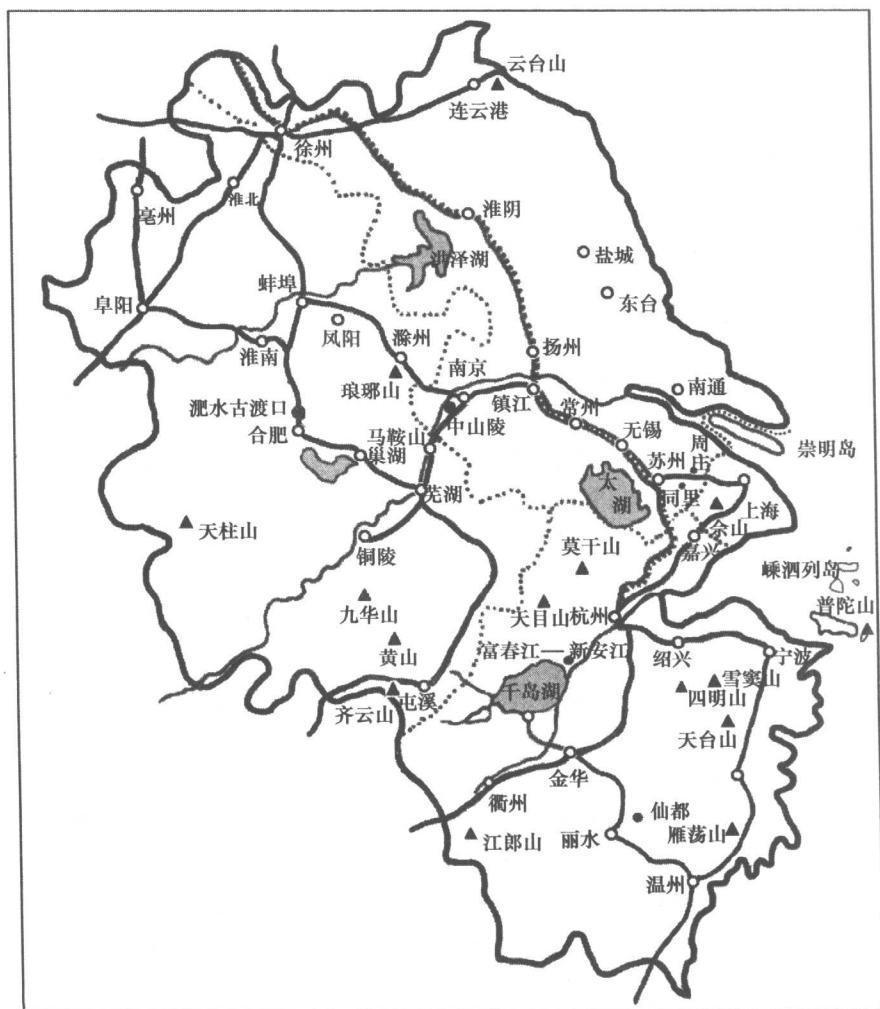 云台山
连云港
徐州
淮北
亳州
淮阴
洪泽湖
盐城
东台
蚌埠
阜阳
凤阳
滁州
淮南
琅琊山
南京
扬州
镇江
南通
淝水古渡口
合肥
中山陵
常州
马鞍山
无锡
周庄
崇明岛
巢湖
苏州
太湖
同里
上海
芜湖
佘山
天柱山
铜陵
莫干山
嘉兴
嵊泗列岛
九华山
天目山
杭州
普陀山
黄山
富春江—新安江
绍兴
宁波
雪窦山
千岛湖
四明山
齐云山
屯溪
天台山
金华
衢州
仙都
江郎山
丽水
雁荡山
温州